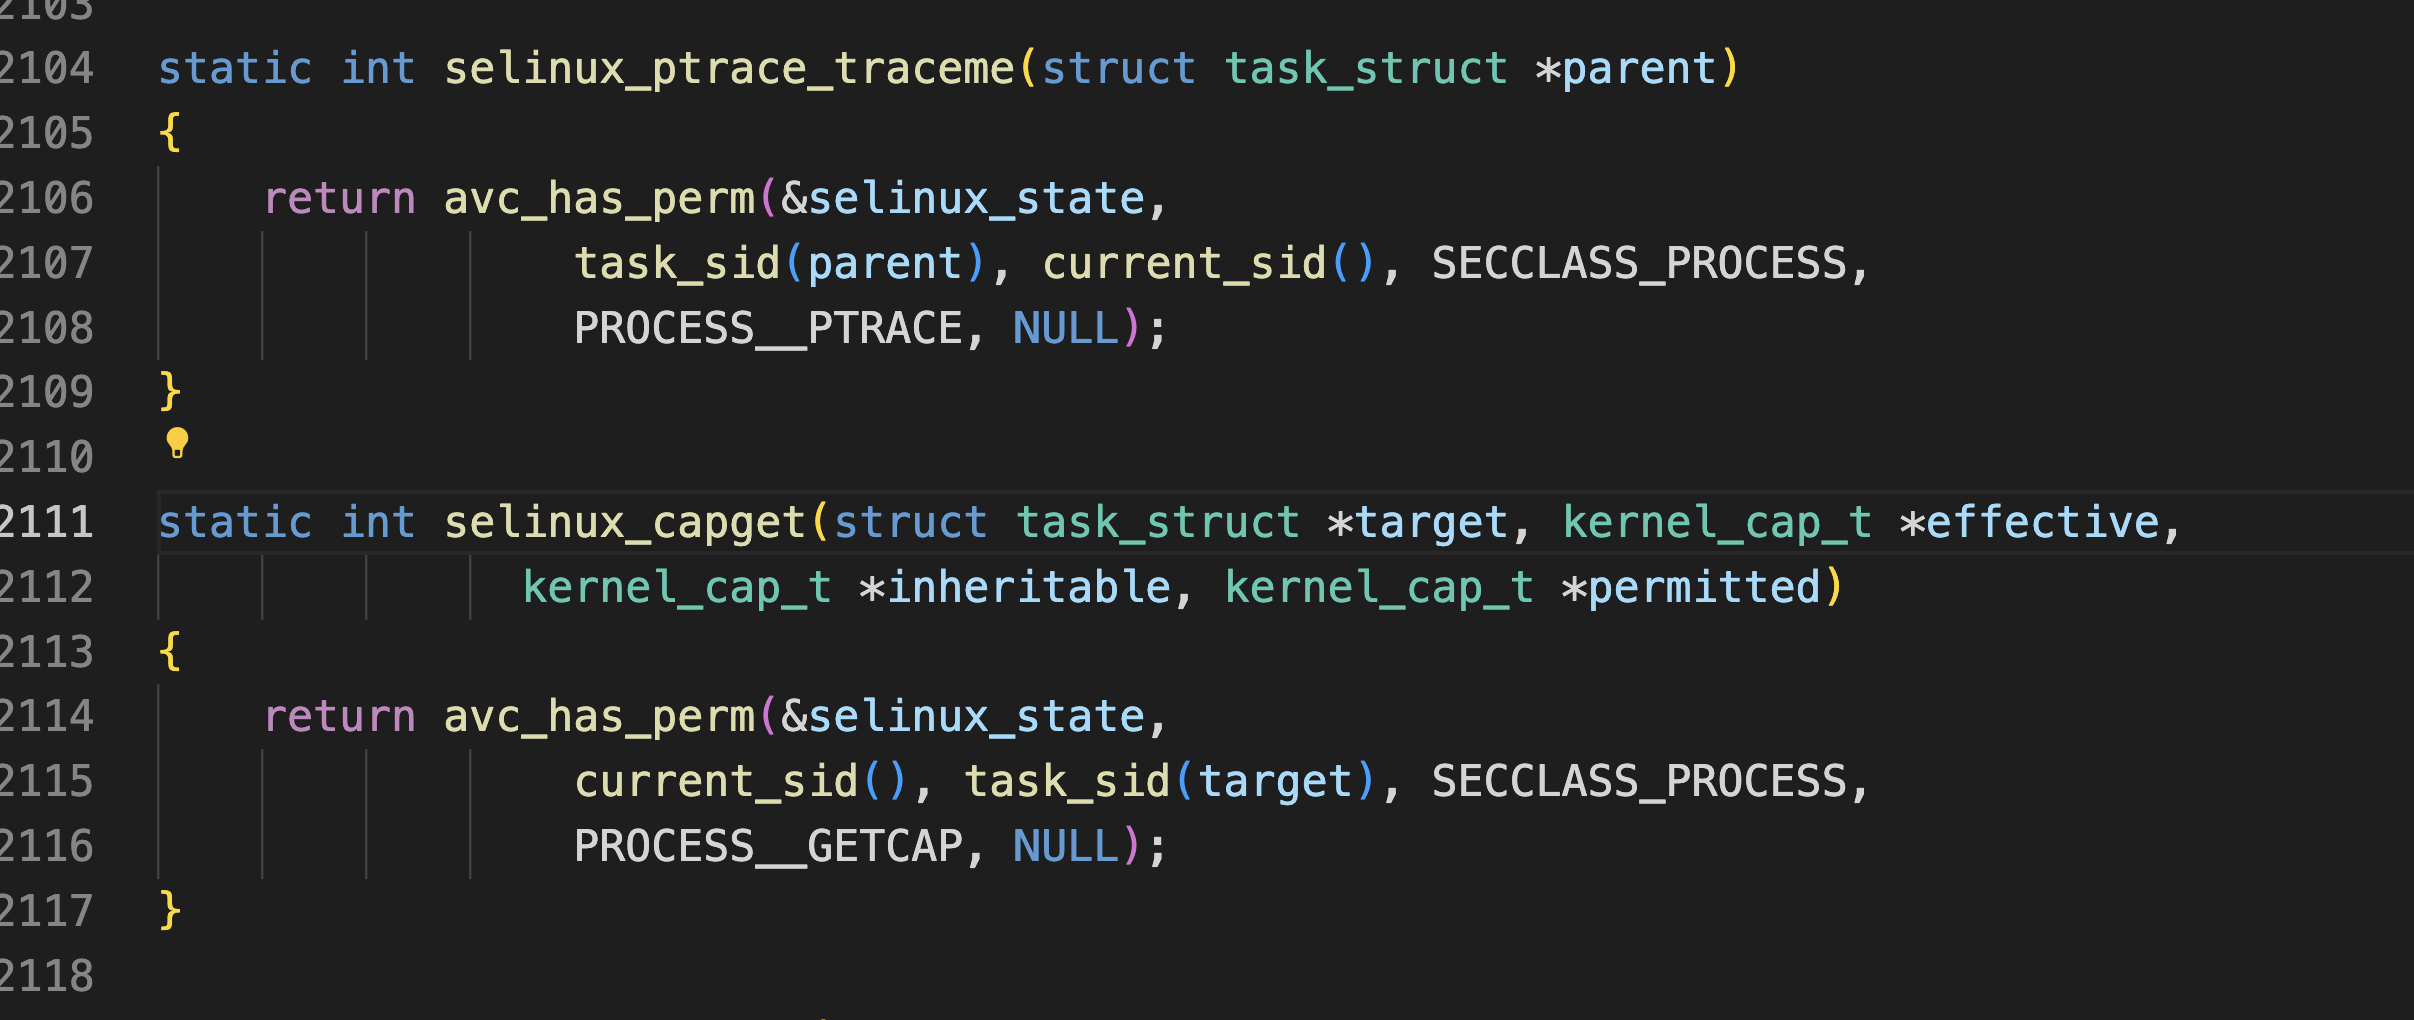 2103
2104 static int selinux_ptrace_traceme(struct task_struct *parent)
2105 {
2106 return avc_has_perm(&selinux_state,
2107 task_sid(parent), current_sid(), SECCLASS_PROCESS,
2108 PROCESS__PTRACE, NULL);
2109 }
2110
2111 static int selinux_capget(struct task_struct *target, kernel_cap_t *effective,
2112 kernel_cap_t *inheritable, kernel_cap_t *permitted)
2113 {
2114 return avc_has_perm(&selinux_state,
2115 current_sid(), task_sid(target), SECCLASS_PROCESS,
2116 PROCESS__GETCAP, NULL);
2117 }
2118